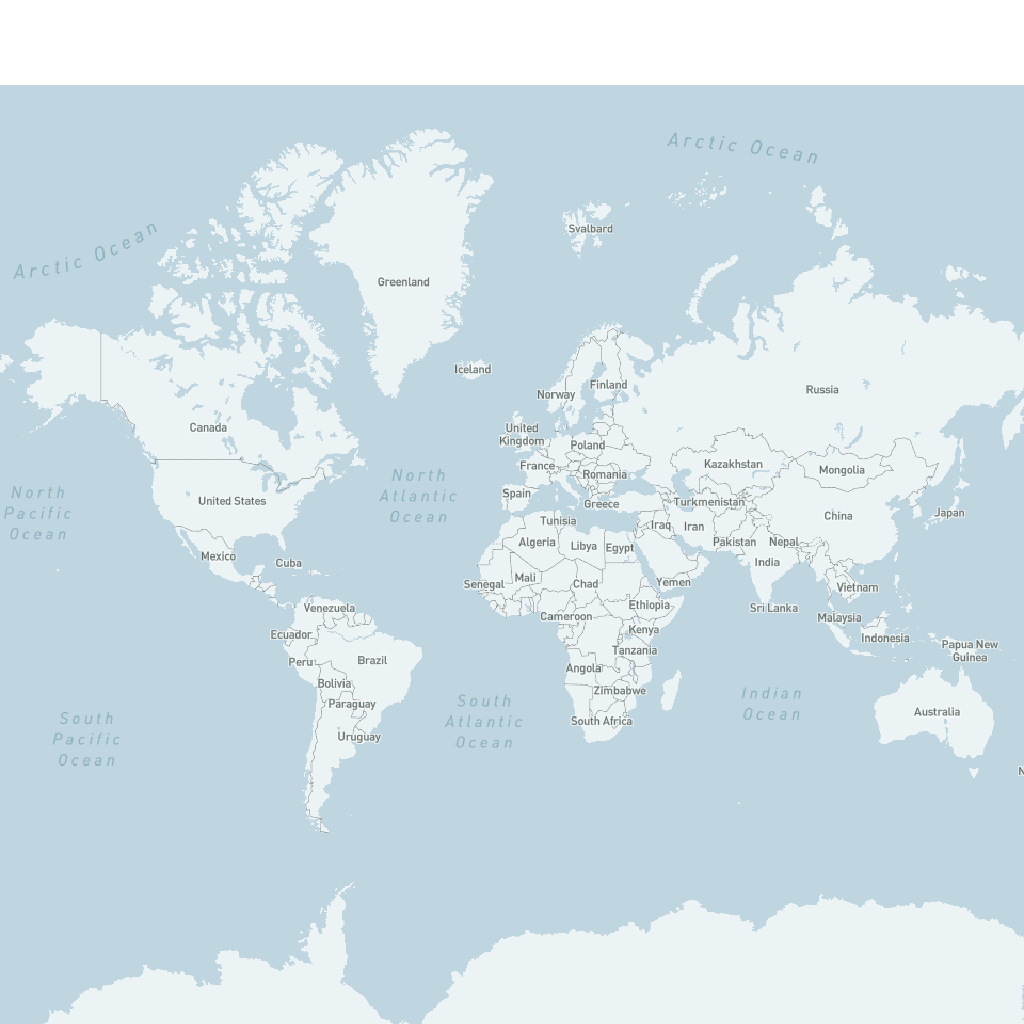 Arctic Ocean
Arctic Ocean
Svalbard
Greenland
Iceland
Norway
Finland
Russia
Canada
United
Kingdom
Poland
France
Romania
Kazakhstan
Mongolia
North
Atlantic
Ocean
North
Pacific
Ocean
United States
Spain
Greece
Turkmenistan
China
Japan
Tunisia
Iraq
Iran
Algeria
Libya
Egypt
Pakistan
Nepal
Mexico
Cuba
India
Senegal
Mali
Chad
Yemen
Vietnam
Venezuela
Ethiopia
Sri Lanka
Cameroon
Malaysia
Ecuador
Kenya
Indonesia
Papua New
Guinea
Peru
Brazil
Tanzania
Angola
Bolivia
Zimbabwe
Paraguay
South
Atlantic
Ocean
Indian
Ocean
South
Pacific
Ocean
South Africa
Australia
Uruguay
N